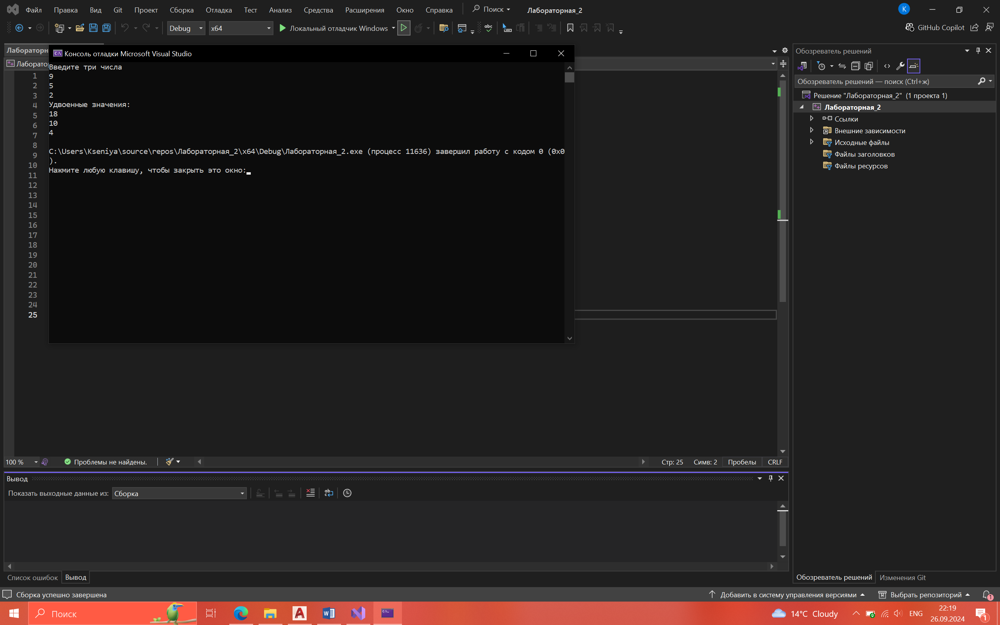 Файл Правка Вид Git Проект Сборка Отладка Тест Анализ Средства Расширения Окно Справка Поиск Лабораторная_2 K
Debug x64 Локальный отладчик Windows abc GitHub Copilot
Лабораторн
Консоль отладки Microsoft Visual Studio
Обозреватель решений
Лаборато
Введите три числа
9
5
2
Удвоенные значения:
18
10
4
C:\Users\Kseniya\source\repos\Лабораторная_2\x64\Debug\Лабораторная_2.exe (процесс 11636) завершил работу с кодом 0 (0x0
).
Нажмите любую клавишу, чтобы закрыть это окно:
1
2
3
4
5
6
7
8
9
10
11
12
13
14
15
16
17
18
19
20
21
22
23
24
25
Обозреватель решений — поиск (Ctrl+ж)
Решение "Лабораторная_2" (1 проекта 1)
Лабораторная_2
Ссылки
Внешние зависимости
Исходные файлы
Файлы заголовков
Файлы ресурсов
100 % Проблемы не найдены. Стр: 25 Симв: 2 Пробелы CRLF
Вывод
Показать выходные данные из: Сборка
Список ошибок Вывод
Обозреватель решений Изменения Git
Сборка успешно завершена Добавить в систему управления версиями Выбрать репозиторий 1
Поиск 14°C Cloudy ENG 22:19
26.09.2024 1